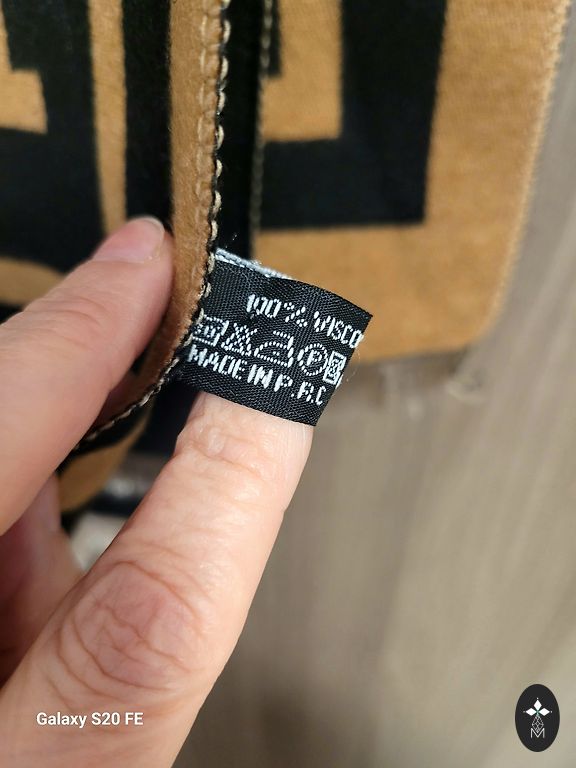 100% VISCO
P
MADE IN P.R.C
Galaxy S20 FE
M